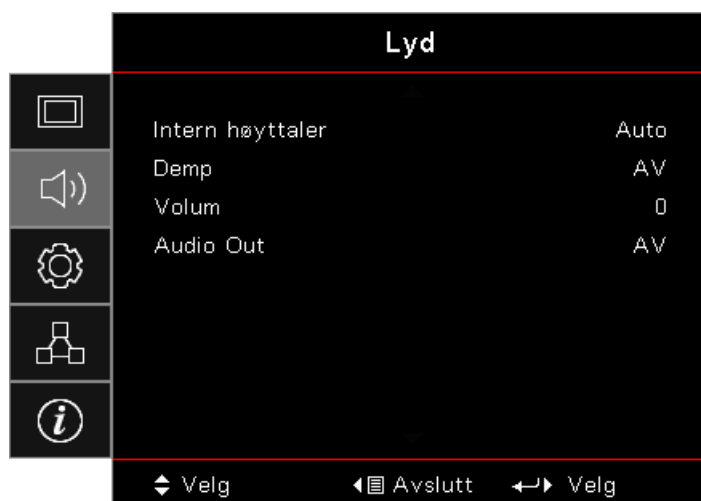 Lyd
Intern høyttaler Auto
Demp AV
Volum 0
Audio Out AV
Velg Avslutt Velg